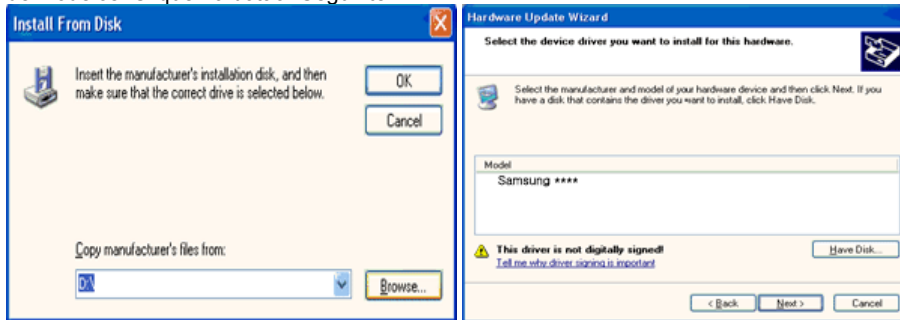 Install From Disk
Insert the manufacturer's installation disk, and then
make sure that the correct drive is selected below.
OK
Cancel
Copy manufacturer's files from:
D:\
Browse...
Hardware Update Wizard
Select the device driver you want to install for this hardware.
Select the manufacturer and model of your hardware device and then click Next. If you
have a disk that contains the driver you want to install, click Have Disk.
Model
Samsung ****
This driver is not digitally signed!
Tell me why driver signing is important
Have Disk...
< Back
Next >
Cancel